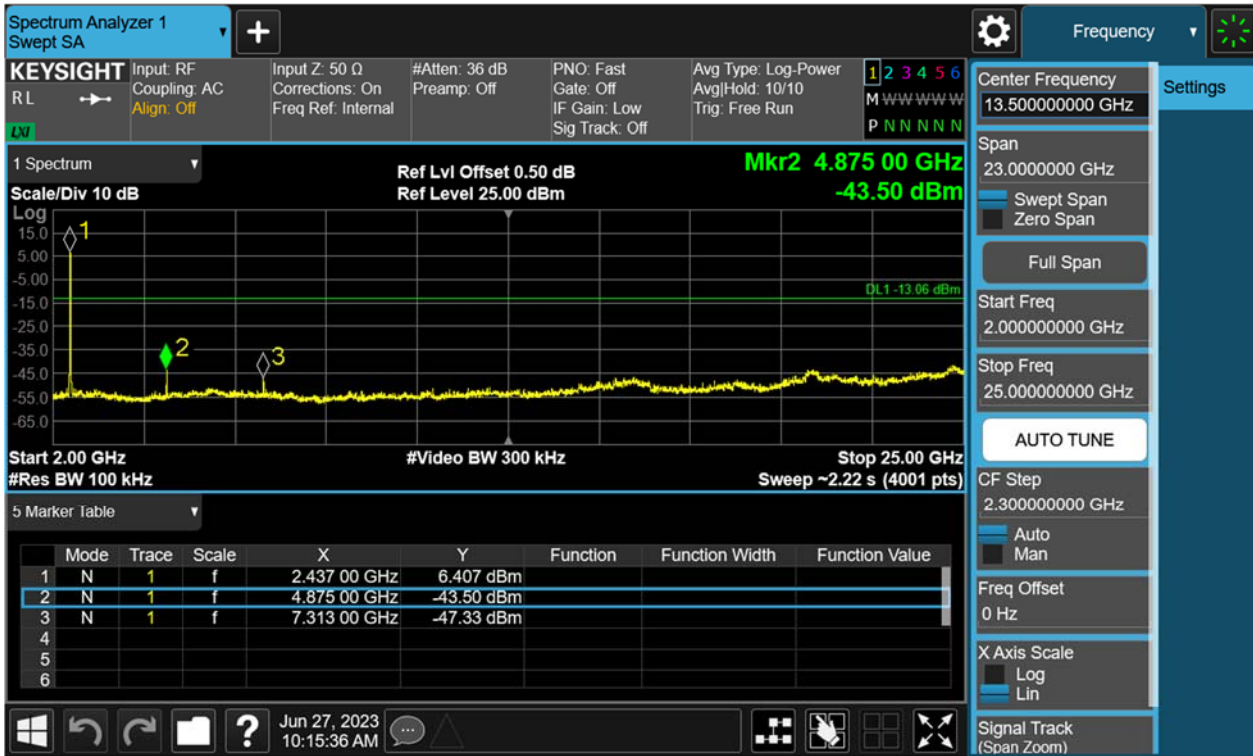 Spectrum Analyzer 1
Swept SA
+
Frequency
KEYSIGHT
RL
LXI
Input: RF
Coupling: AC
Align: Off
Input Z: 50 Ω
Corrections: On
Freq Ref: Internal
#Atten: 36 dB
Preamp: Off
PNO: Fast
Gate: Off
IF Gain: Low
Sig Track: Off
Avg Type: Log-Power
Avg|Hold: 10/10
Trig: Free Run
1 2 3 4 5 6
M W W W W W
P N N N N N
Center Frequency
13.500000000 GHz
Settings
Span
23.0000000 GHz
Swept Span
Zero Span
Full Span
Start Freq
2.000000000 GHz
Stop Freq
25.000000000 GHz
AUTO TUNE
CF Step
2.300000000 GHz
Auto
Man
Freq Offset
0 Hz
X Axis Scale
Log
Lin
Signal Track
(Span Zoom)
1 Spectrum
Scale/Div 10 dB
Ref Lvl Offset 0.50 dB
Ref Level 25.00 dBm
Mkr2 4.875 00 GHz
-43.50 dBm
Log
15.0
5.00
-5.00
-15.0
-25.0
-35.0
-45.0
-55.0
-65.0
1
2
3
DL1 -13.06 dBm
Start 2.00 GHz
#Video BW 300 kHz
Stop 25.00 GHz
#Res BW 100 kHz
Sweep ~2.22 s (4001 pts)
5 Marker Table
Mode Trace Scale X Y Function Function Width Function Value
1 N 1 f 2.437 00 GHz 6.407 dBm
2 N 1 f 4.875 00 GHz -43.50 dBm
3 N 1 f 7.313 00 GHz -47.33 dBm
4
5
6
?
Jun 27, 2023
10:15:36 AM